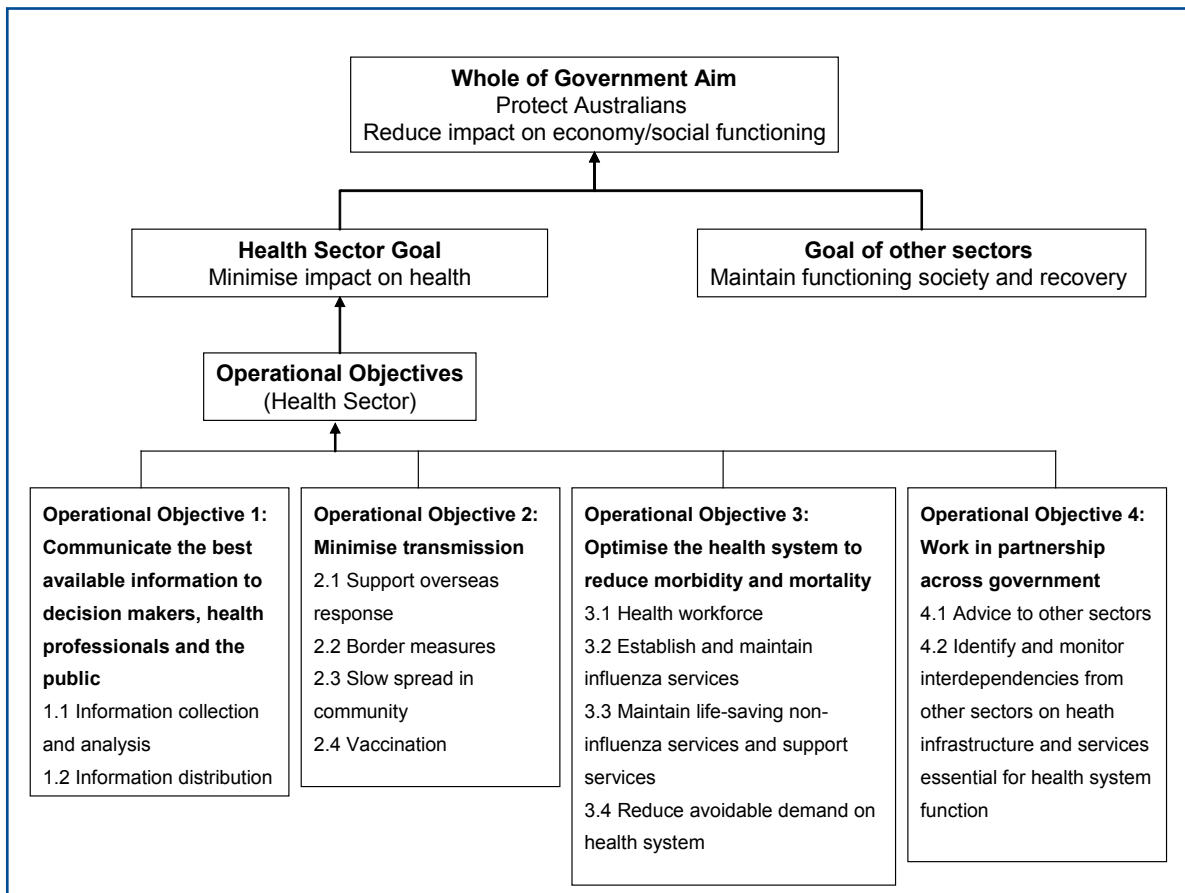 Whole of Government Aim
Protect Australians
Reduce impact on economy/social functioning
Health Sector Goal
Minimise impact on health
Goal of other sectors
Maintain functioning society and recovery
Operational Objectives
(Health Sector)
Operational Objective 1:
Communicate the best
available information to
decision makers, health
professionals and the
public
1.1 Information collection
and analysis
1.2 Information distribution
Operational Objective 2:
Minimise transmission
2.1 Support overseas
response
2.2 Border measures
2.3 Slow spread in
community
2.4 Vaccination
Operational Objective 3:
Optimise the health system to
reduce morbidity and mortality
3.1 Health workforce
3.2 Establish and maintain
influenza services
3.3 Maintain life-saving non-
influenza services and support
services
3.4 Reduce avoidable demand on
health system
Operational Objective 4:
Work in partnership
across government
4.1 Advice to other sectors
4.2 Identify and monitor
interdependencies from
other sectors on heath
infrastructure and services
essential for health system
function